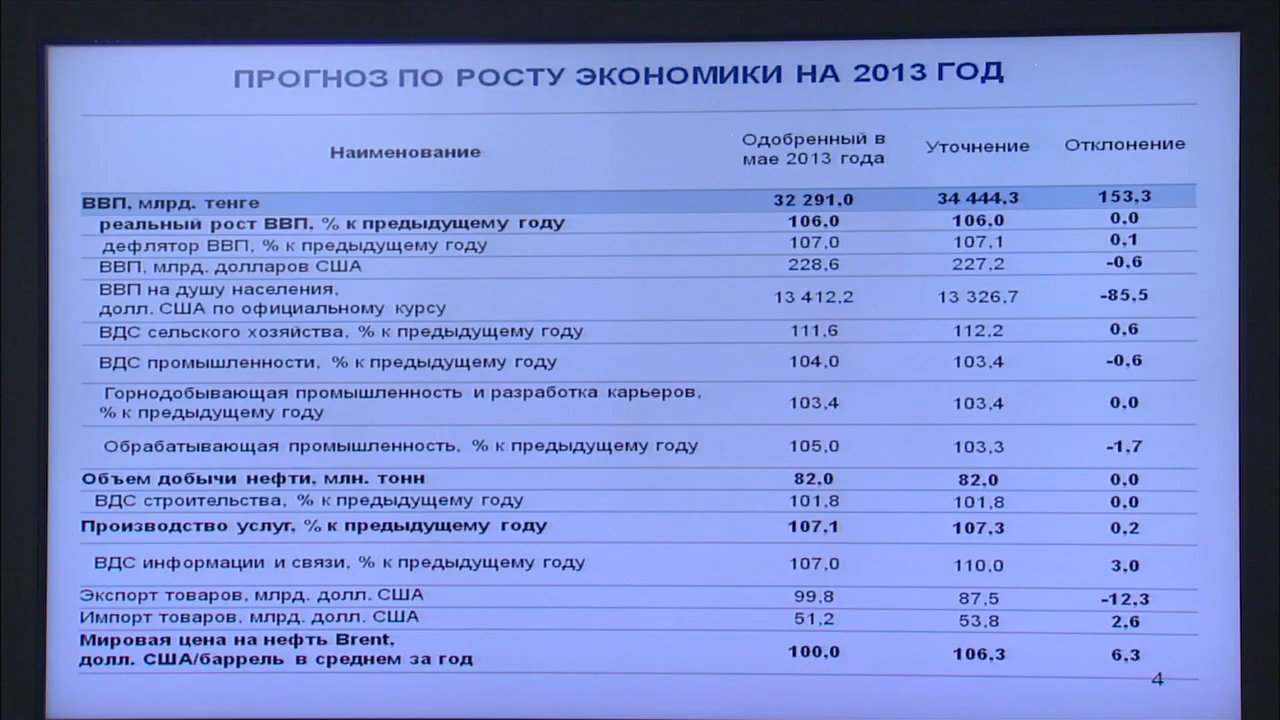 ПРОГНОЗ ПО РОСТУ ЭКОНОМИКИ НА 2013 ГОД
Наименование Одобренный в мае 2013 года Уточнение Отклонение
ВВП, млрд. тенге 32 291,0 34 444,3 153,3
реальный рост ВВП, % к предыдущему году 106,0 106,0 0,0
дефлятор ВВП, % к предыдущему году 107,0 107,1 0,1
ВВП, млрд. долларов США 228,6 227,2 -0,6
ВВП на душу населения,
долл. США по официальному курсу 13 412,2 13 326,7 -85,5
ВДС сельского хозяйства, % к предыдущему году 111,6 112,2 0,6
ВДС промышленности, % к предыдущему году 104,0 103,4 -0,6
Горнодобывающая промышленность и разработка карьеров,
% к предыдущему году 103,4 103,4 0,0
Обрабатывающая промышленность, % к предыдущему году 105,0 103,3 -1,7
Объем добычи нефти, млн. тонн 82,0 82,0 0,0
ВДС строительства, % к предыдущему году 101,8 101,8 0,0
Производство услуг, % к предыдущему году 107,1 107,3 0,2
ВДС информации и связи, % к предыдущему году 107,0 110,0 3,0
Экспорт товаров, млрд. долл. США 99,8 87,5 -12,3
Импорт товаров, млрд. долл. США 51,2 53,8 2,6
Мировая цена на нефть Brent,
долл. США/баррель в среднем за год 100,0 106,3 6,3
4